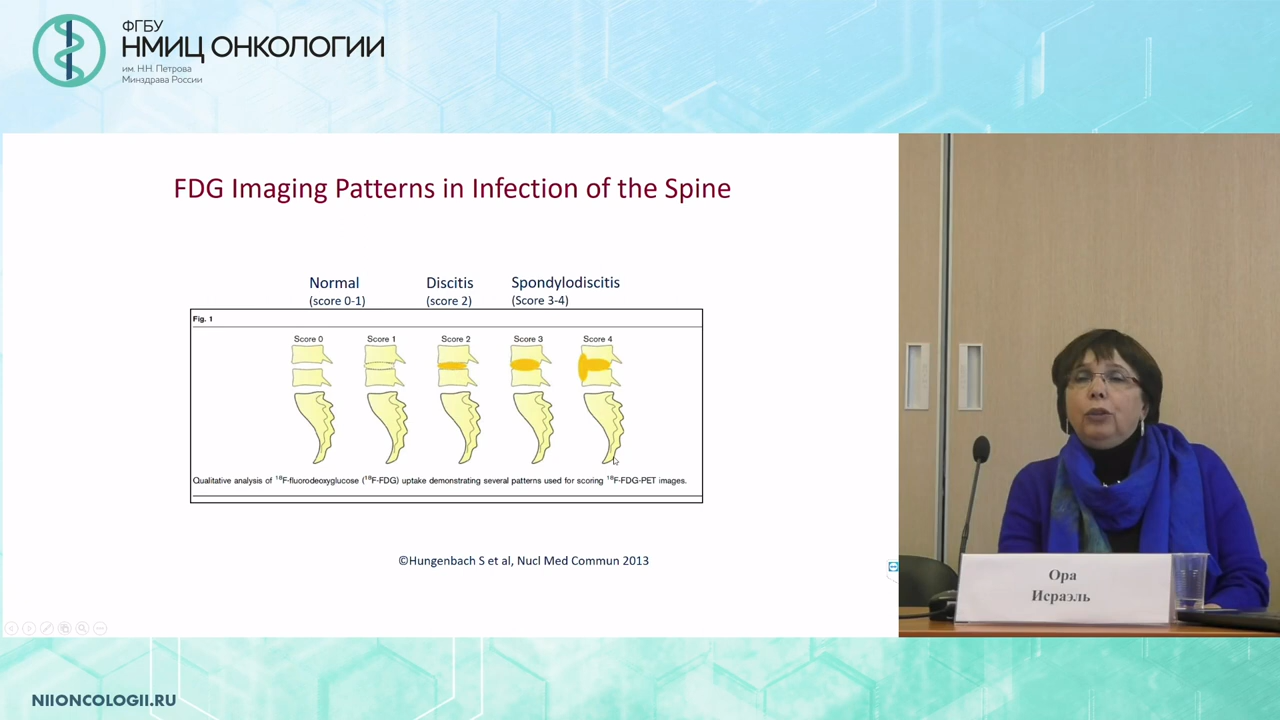 ФГБУ
НМИЦ ОНКОЛОГИИ
им. Н.Н. Петрова
Минздрава России
FDG Imaging Patterns in Infection of the Spine
Normal Discitis Spondylodiscitis
(score 0-1) (score 2) (Score 3-4)
Fig. 1
Score 0 Score 1 Score 2 Score 3 Score 4
Qualitative analysis of 18F-fluorodeoxyglucose (18F-FDG) uptake demonstrating several patterns used for scoring 18F-FDG-PET images.
©Hungenbach S et al, Nucl Med Commun 2013
Ора
Исраэль
NIIONCOLOGII.RU